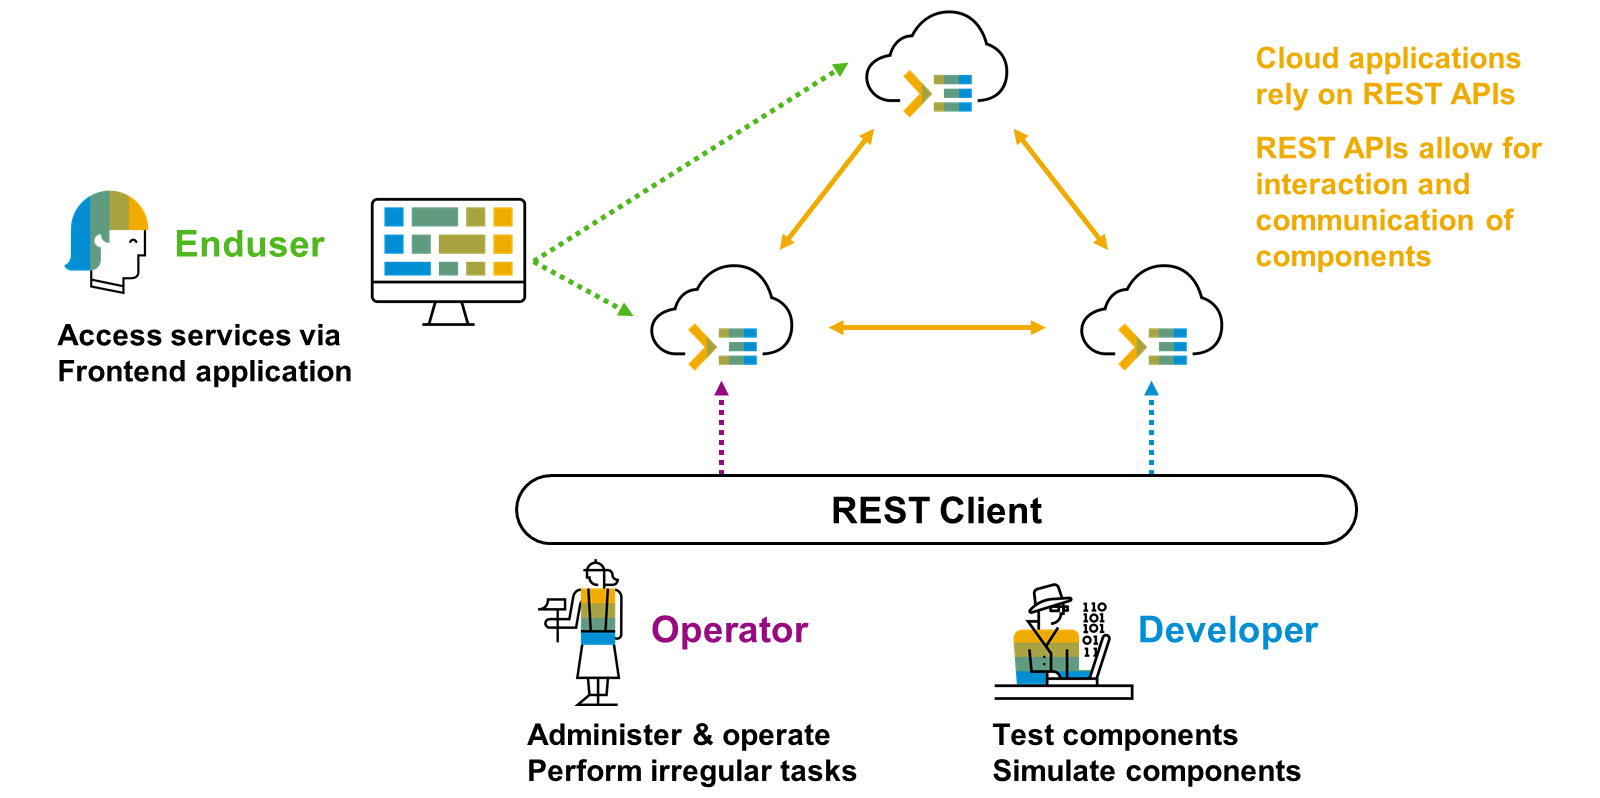 Cloud applications
rely on REST APIs
REST APIs allow for
interaction and
communication of
components
Enduser
Access services via
Frontend application
REST Client
Operator
Administer & operate
Perform irregular tasks
110
101
101
01
11
Developer
Test components
Simulate components